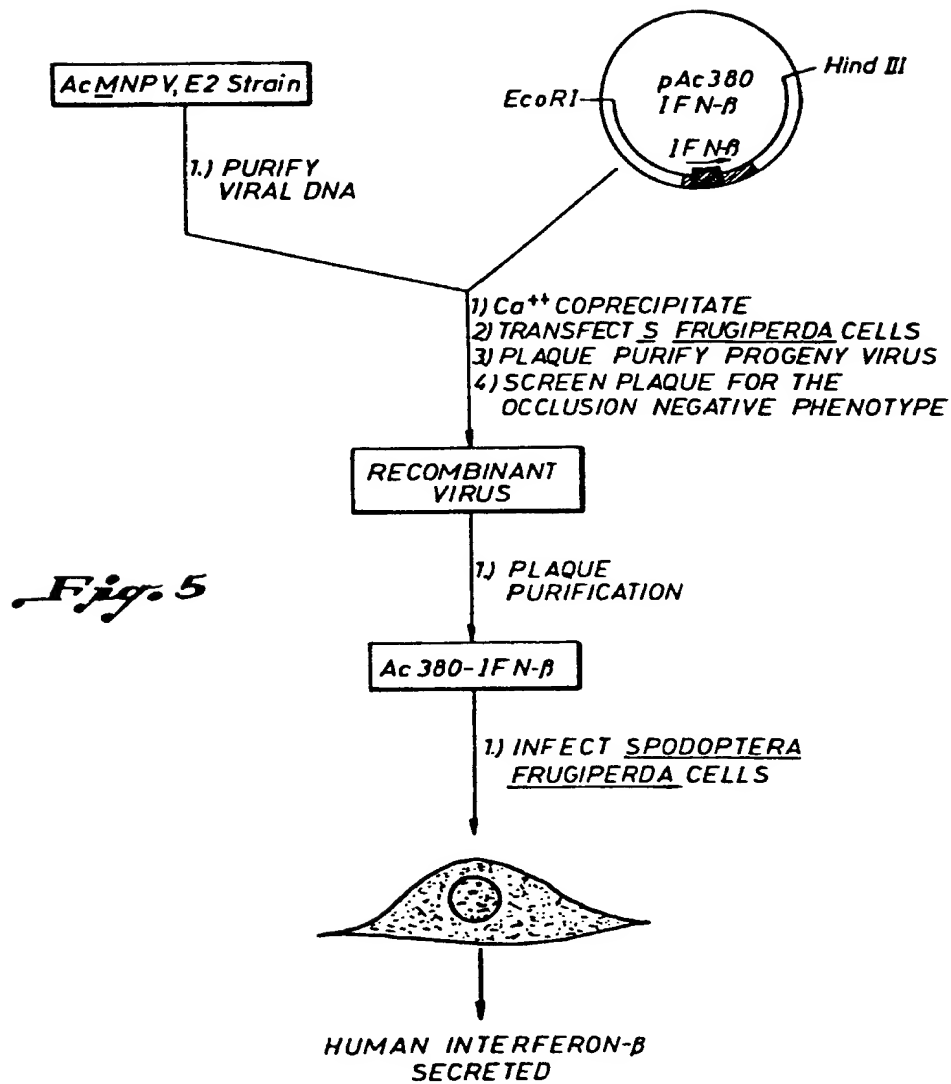 AcMNPV, E2 Strain
1.) PURIFY
VIRAL DNA
EcoRI
pAc380
IFN-β
IFN-β
Hind III
1) Ca++ COPRECIPITATE
2) TRANSFECT S FRUGIPERDA CELLS
3) PLAQUE PURIFY PROGENY VIRUS
4) SCREEN PLAQUE FOR THE
OCCLUSION NEGATIVE PHENOTYPE
RECOMBINANT
VIRUS
Fig. 5
1.) PLAQUE
PURIFICATION
Ac 380-IFN-β
1.) INFECT SPODOPTERA
FRUGIPERDA CELLS
HUMAN INTERFERON-β
SECRETED